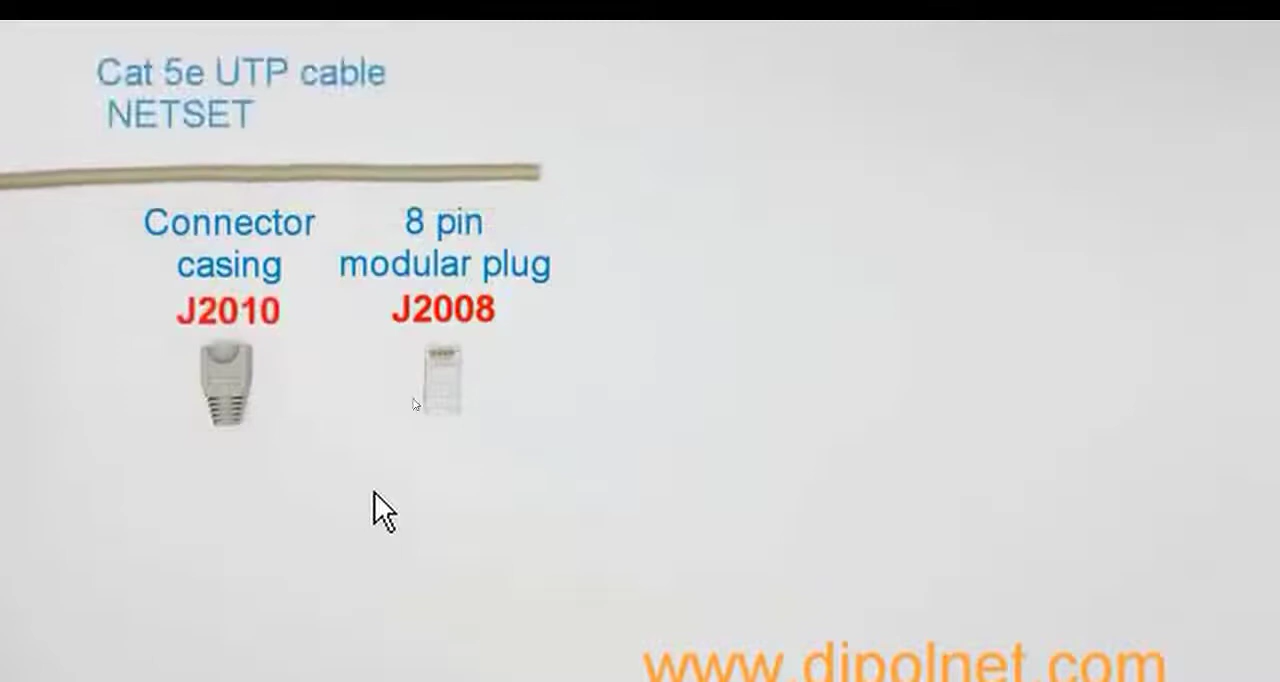 Cat 5e UTP cable
NETSET
Connector
casing
J2010
8 pin
modular plug
J2008
www.dipolnet.com